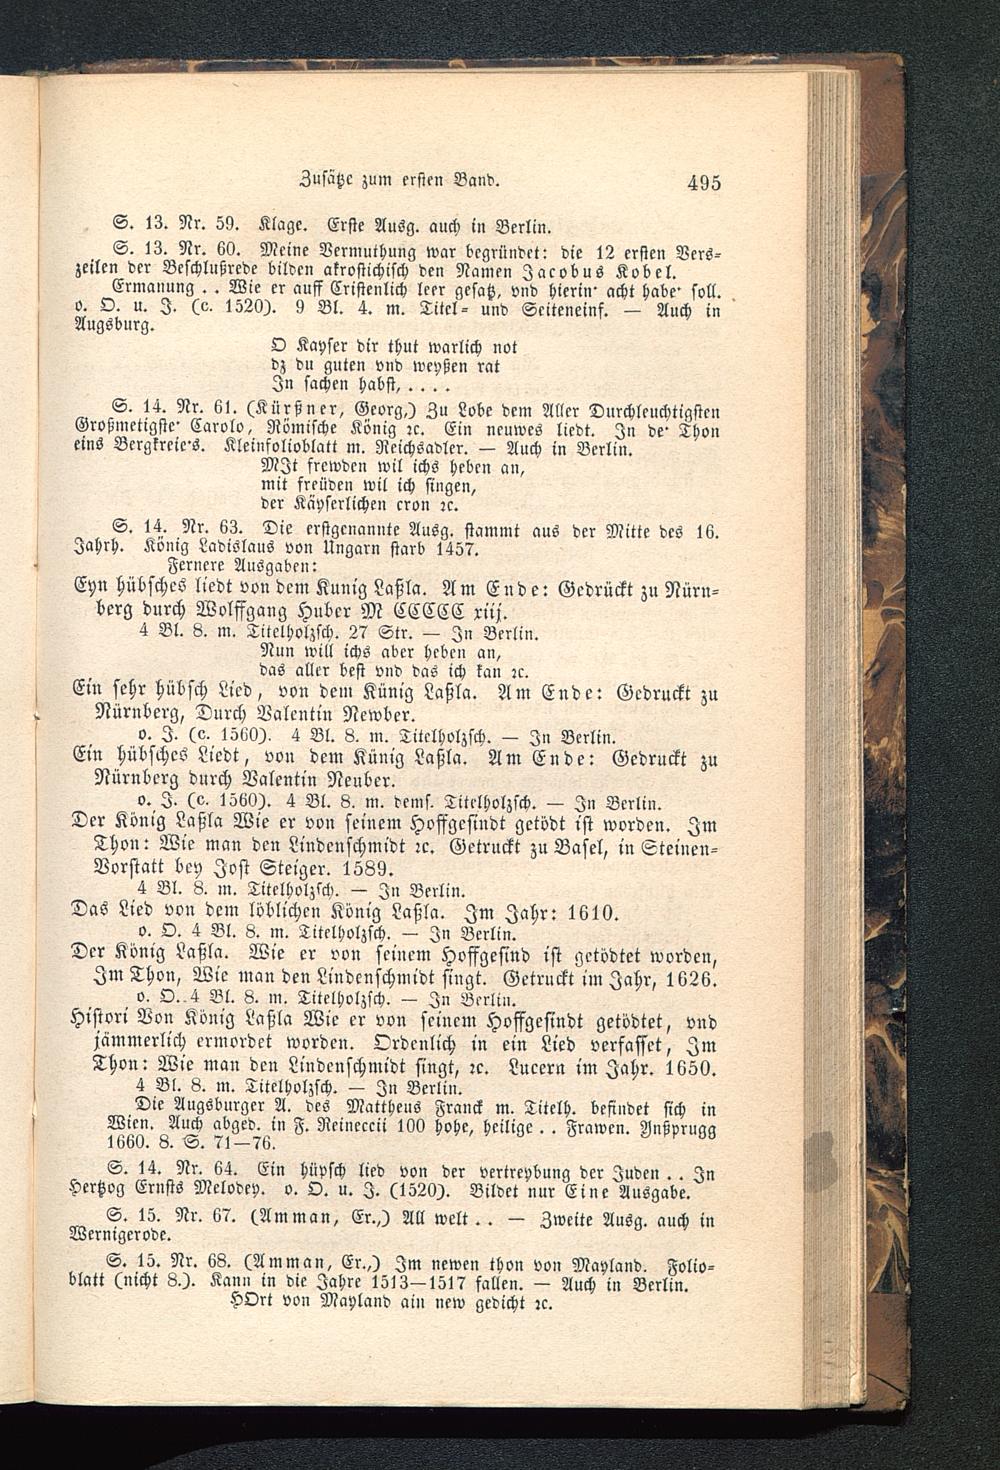 Zusätze zum ersten Band. 495
S. 13. Nr. 59. Klage. Erste Ausg. auch in Berlin.
S. 13. Nr. 60. Meine Vermuthung war begründet: die 12 ersten Vers-
zeilen der Beschlußrede bilden akrostichisch den Namen Jacobus Kobel.
Ermanung . . Wie er auff Cristenlich leer gesatz, vnd hierin· acht habe· soll.
o. O. u. J. (c. 1520). 9 Bl. 4. m. Titel- und Seiteneinf. — Auch in
Augsburg.
O Kayser dir thut warlich not
dz du guten vnd weyßen rat
In sachen habst, . . . .
S. 14. Nr. 61. (Kürßner, Georg,) Zu Lobe dem Aller Durchleuchtigsten
Großmetigste· Carolo, Römische König ꝛc. Ein neuwes liedt. In de· Thon
eins Bergkreie·s. Kleinfolioblatt m. Reichsadler. — Auch in Berlin.
MJt frewden wil ichs heben an,
mit freüden wil ich singen,
der Käyserlichen cron ꝛc.
S. 14. Nr. 63. Die erstgenannte Ausg. stammt aus der Mitte des 16.
Jahrh. König Ladislaus von Ungarn starb 1457.
Fernere Ausgaben:
Eyn hübsches liedt von dem Kunig Laßla. Am Ende: Gedrückt zu Nürn-
berg durch Wolffgang Huber M CCCCC xiij.
4 Bl. 8. m. Titelholzsch. 27 Str. — In Berlin.
Nun will ichs aber heben an,
das aller best vnd das ich kan ꝛc.
Ein sehr hübsch Lied, von dem Künig Laßla. Am Ende: Gedruckt zu
Nürnberg, Durch Valentin Newber.
o. J. (c. 1560). 4 Bl. 8. m. Titelholzsch. — In Berlin.
Ein hübsches Liedt, von dem Künig Laßla. Am Ende: Gedruckt zu
Nürnberg durch Valentin Neuber.
o. J. (c. 1560). 4 Bl. 8. m. dems. Titelholzsch. — In Berlin.
Der König Laßla Wie er von seinem Hoffgesindt getödt ist worden. Im
Thon: Wie man den Lindenschmidt ꝛc. Getruckt zu Basel, in Steinen-
Vorstatt bey Jost Steiger. 1589.
4 Bl. 8. m. Titelholzsch. — In Berlin.
Das Lied von dem löblichen König Laßla. Im Jahr: 1610.
o. O. 4 Bl. 8. m. Titelholzsch. — In Berlin.
Der König Laßla. Wie er von seinem Hoffgesind ist getödtet worden,
Im Thon, Wie man den Lindenschmidt singt. Getruckt im Jahr, 1626.
o. O. 4 Bl. 8. m. Titelholzsch. — In Berlin.
Histori Von König Laßla Wie er von seinem Hoffgesindt getödtet, vnd
jämmerlich ermordet worden. Ordenlich in ein Lied verfasset, Im
Thon: Wie man den Lindenschmidt singt, ꝛc. Lucern im Jahr. 1650.
4 Bl. 8. m. Titelholzsch. — In Berlin.
Die Augsburger A. des Mattheus Franck m. Titelh. befindet sich in
Wien. Auch abged. in F. Reineccii 100 hohe, heilige . . Frawen. Ynßprugg
1660. 8. S. 71—76.
S. 14. Nr. 64. Ein hüpsch lied von der vertreybung der Juden . . In
Hertzog Ernsts Melodey. o. O. u. J. (1520). Bildet nur Eine Ausgabe.
S. 15. Nr. 67. (Amman, Er.,) All welt . . — Zweite Ausg. auch in
Wernigerode.
S. 15. Nr. 68. (Amman, Er.,) Im newen thon von Mayland. Folio-
blatt (nicht 8.). Kann in die Jahre 1513—1517 fallen. — Auch in Berlin.
HOrt von Mayland ain new gedicht ꝛc.